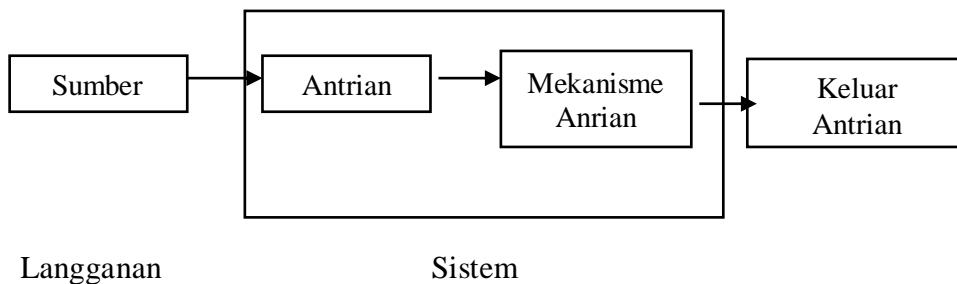 Sumber
Antrian
Mekanisme
Anrian
Keluar
Antrian
Langganan
Sistem